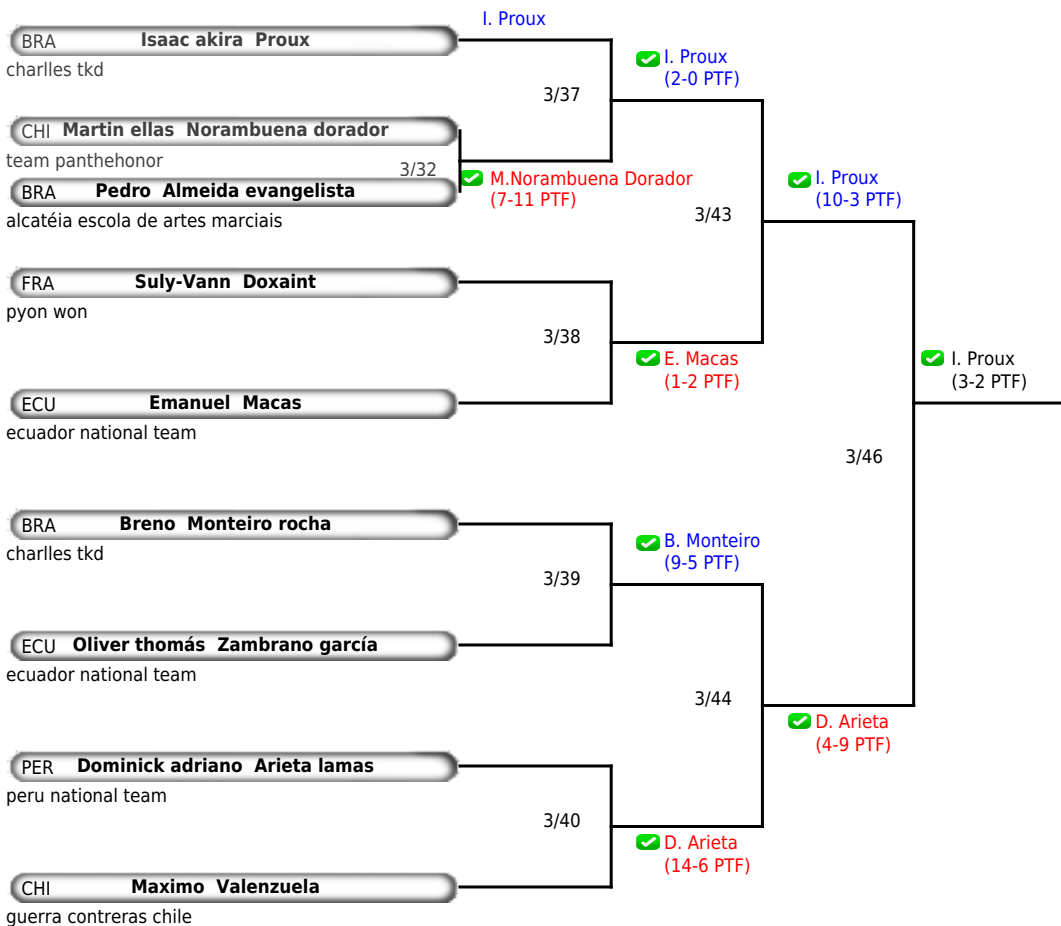 I. Proux
BRA Isaac akira Proux
charlles tkd
I. Proux
(2-0 PTF)
3/37
CHI Martin ellas Norambuena dorador
team panthehonor
3/32
M.Norambuena Dorador
(7-11 PTF)
BRA Pedro Almeida evangelista
alcatéia escola de artes marciais
I. Proux
(10-3 PTF)
3/43
FRA Suly-Vann Doxaint
pyon won
3/38
E. Macas
(1-2 PTF)
I. Proux
(3-2 PTF)
ECU Emanuel Macas
ecuador national team
3/46
BRA Breno Monteiro rocha
charlles tkd
B. Monteiro
(9-5 PTF)
3/39
ECU Oliver thomás Zambrano garcía
ecuador national team
3/44
D. Arieta
(4-9 PTF)
PER Dominick adriano Arieta lamas
peru national team
3/40
D. Arieta
(14-6 PTF)
CHI Maximo Valenzuela
guerra contreras chile